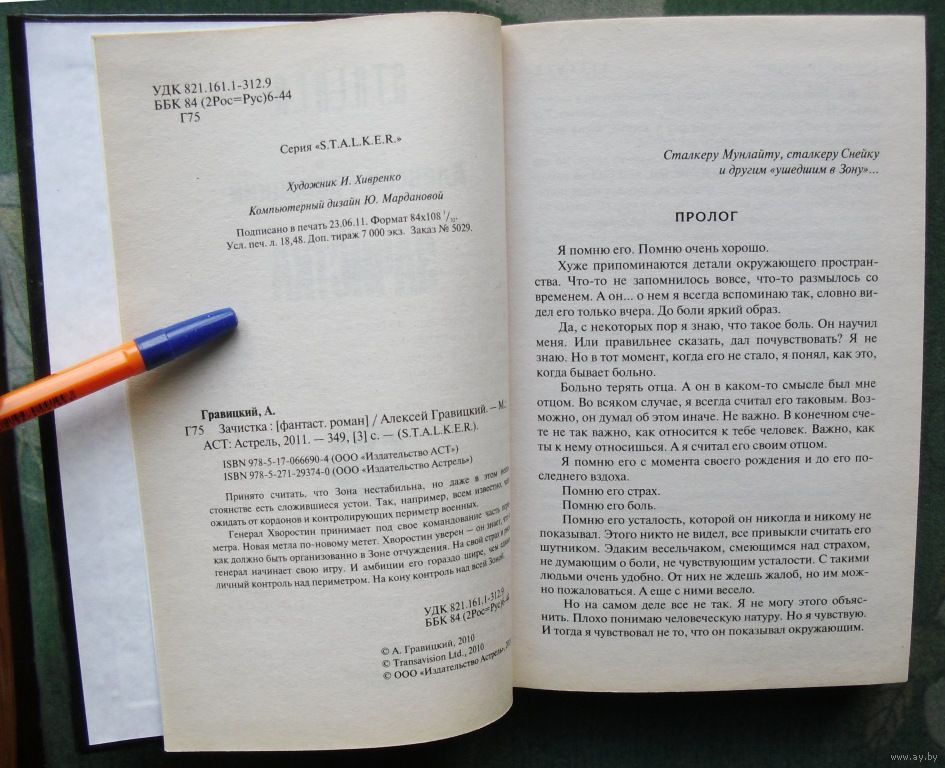 УДК 821.161.1-312.9
ББК 84 (2Рос=Рус)6-44
Г75
Серия «S.T.A.L.K.E.R.»
Художник И. Хивренко
Компьютерный дизайн Ю. Мардановой
Подписано в печать 23.06.11. Формат 84х108 1/32.
Усл. печ. л. 18,48. Доп. тираж 7 000 экз. Заказ № 5029.
Гравицкий, А.
Г75 Зачистка : [фантаст. роман] / Алексей Гравицкий. – М.:
АСТ: Астрель, 2011. — 349, [3] с. — (S.T.A.L.K.E.R.).
ISBN 978-5-17-066690-4 (ООО «Издательство АСТ»)
ISBN 978-5-271-29374-0 (ООО «Издательство Астрель»)
Принято считать, что Зона нестабильна, но даже в этом
стоянстве есть сложившиеся устои. Так, например, всем известно,
ожидать от кордонов и контролирующих периметр военных.
Генерал Хворостин принимает под свое командование часть
метра. Новая метла по-новому метет. Хворостин уверен — он знает,
как должно быть организовано в Зоне отчуждения. На свой страх и
генерал начинает свою игру. И амбиции его гораздо шире, чем
личный контроль над периметром. На кону контроль над всей Зоной.
УДК 821.161.1-312.9
ББК 84 (2Рос=Рус)6-44
© А. Гравицкий, 2010
© Transavision Ltd., 2010
© ООО «Издательство Астрель»,
Сталкеру Мунлайту, сталкеру Снейку
и другим «ушедшим в Зону»...
ПРОЛОГ
Я помню его. Помню очень хорошо.
Хуже припоминаются детали окружающего простран-
ства. Что-то не запомнилось вовсе, что-то размылось со
временем. А он... о нем я всегда вспоминаю так, словно ви-
дел его только вчера. До боли яркий образ.
Да, с некоторых пор я знаю, что такое боль. Он научил
меня. Или правильнее сказать, дал почувствовать? Я не
знаю. Но в тот момент, когда его не стало, я понял, как это,
когда бывает больно.
Больно терять отца. А он в каком-то смысле был мне
отцом. Во всяком случае, я всегда считал его таковым. Воз-
можно, он думал об этом иначе. Не важно. В конечном сче-
те не так важно, как относится к тебе человек. Важно, как
ты к нему относишься. А я считал его своим отцом.
Я помню его с момента своего рождения и до его по-
следнего вздоха.
Помню его страх.
Помню его боль.
Помню его усталость, которой он никогда и никому не
показывал. Этого никто не видел, все привыкли считать его
шутником. Эдаким весельчаком, смеющимся над страхом,
не думающим о боли, не чувствующим усталости. С такими
людьми очень удобно. От них не ждешь жалоб, но им мож-
но пожаловаться. А еще с ними весело.
Но на самом деле все не так. Я не могу этого объяс-
нить. Плохо понимаю человеческую натуру. Но я чувствую.
И тогда я чувствовал не то, что он показывал окружающим.
www.ay.by